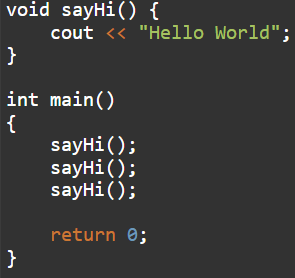 void sayHi() {
    cout << "Hello World";
}

int main()
{
    sayHi();
    sayHi();
    sayHi();

    return 0;
}